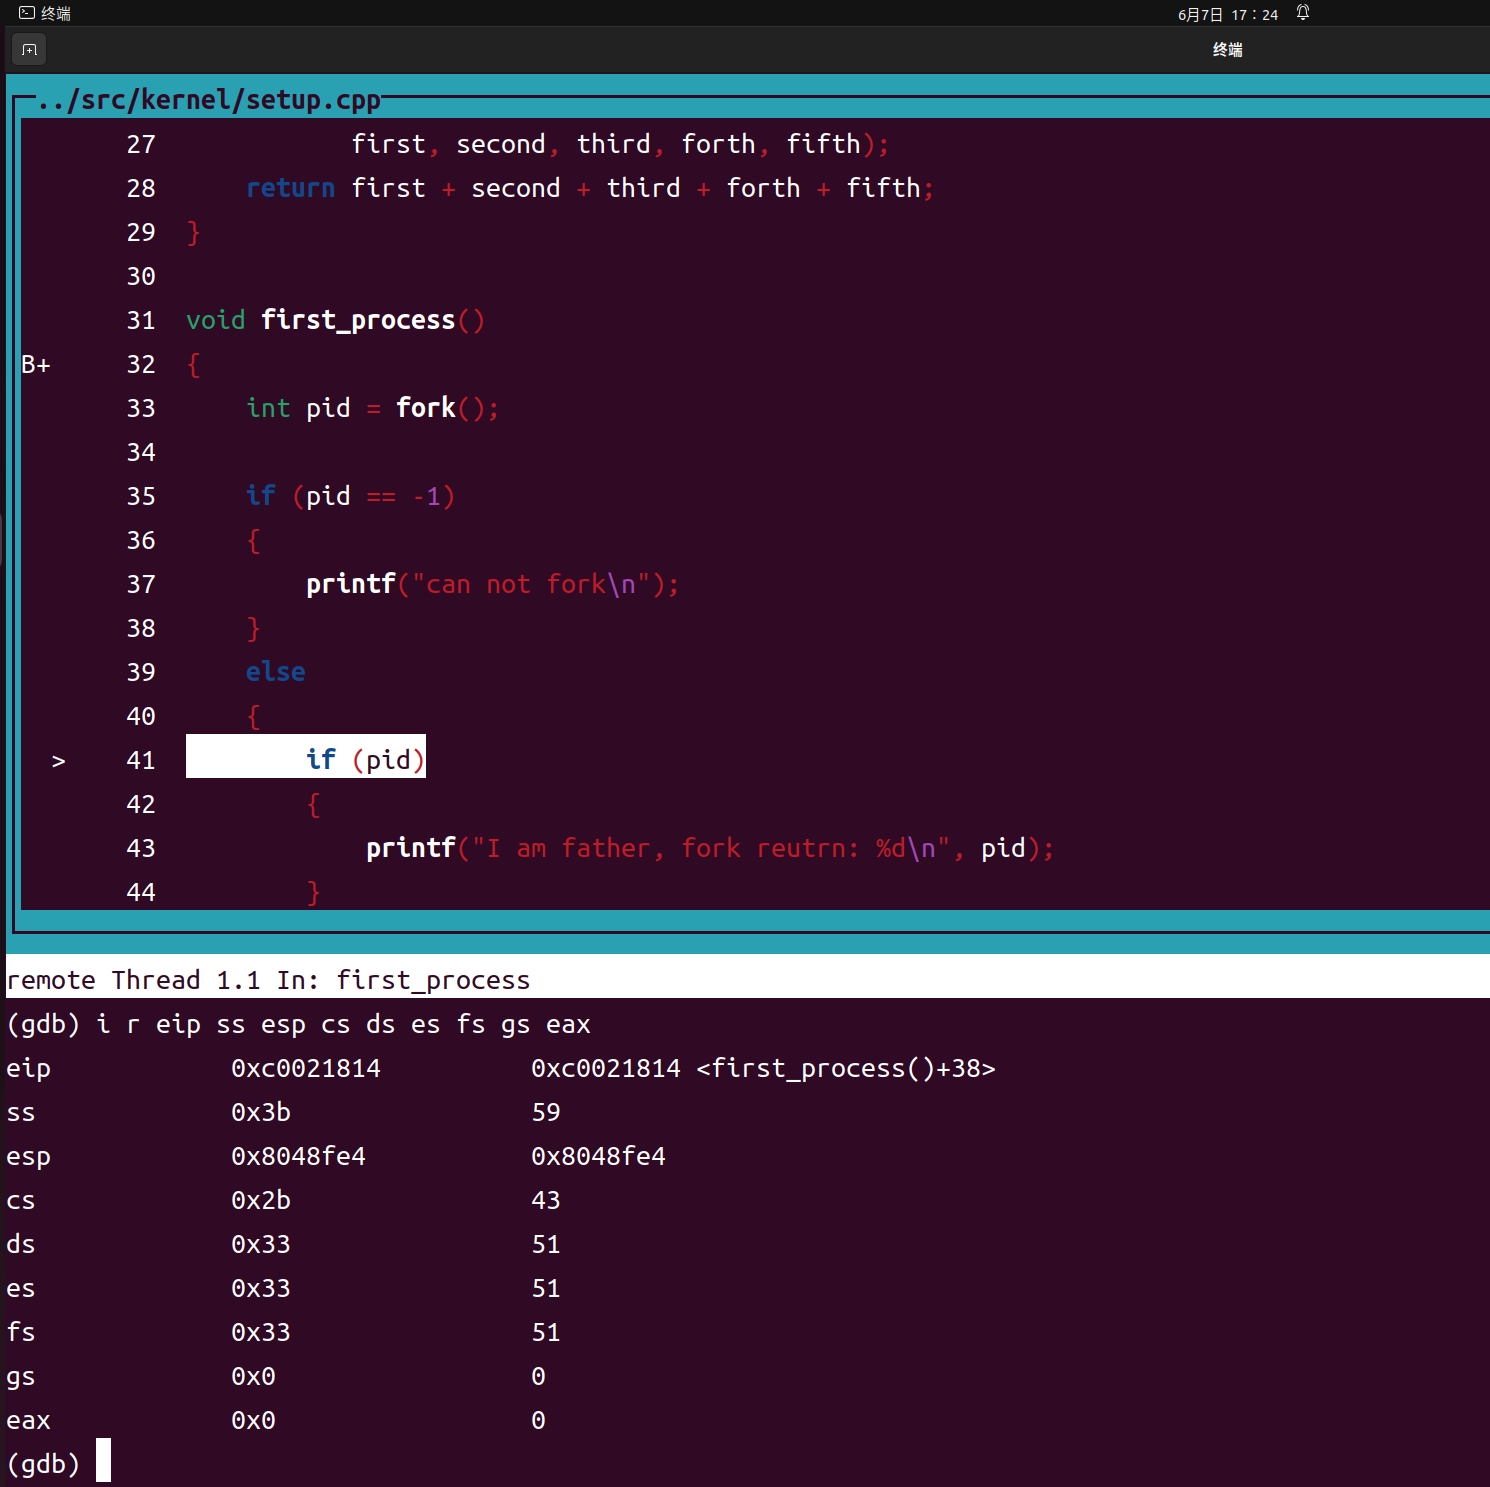 终端
6月7日 17：24
终端
../src/kernel/setup.cpp
27 first, second, third, forth, fifth);
28 return first + second + third + forth + fifth;
29 }
30
31 void first_process()
B+ 32 {
33 int pid = fork();
34
35 if (pid == -1)
36 {
37 printf("can not fork\n");
38 }
39 else
40 {
> 41 if (pid)
42 {
43 printf("I am father, fork reutrn: %d\n", pid);
44 }
remote Thread 1.1 In: first_process
(gdb) i r eip ss esp cs ds es fs gs eax
eip 0xc0021814 0xc0021814 <first_process()+38>
ss 0x3b 59
esp 0x8048fe4 0x8048fe4
cs 0x2b 43
ds 0x33 51
es 0x33 51
fs 0x33 51
gs 0x0 0
eax 0x0 0
(gdb)